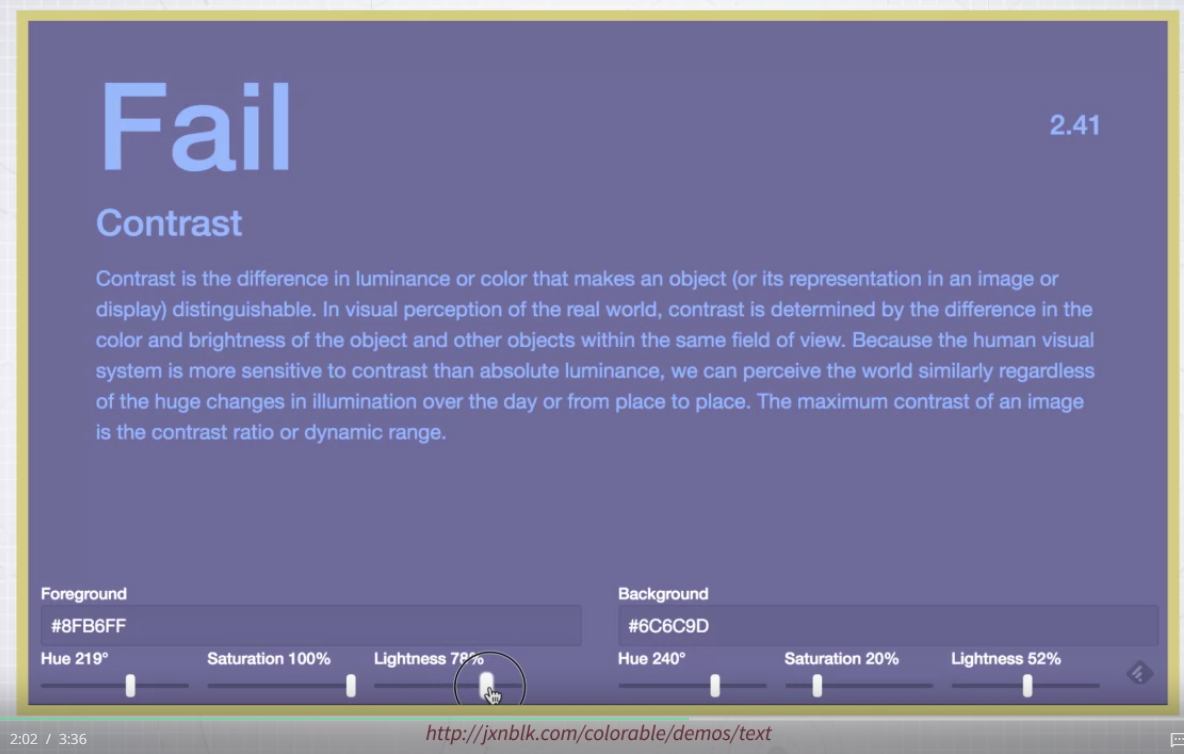 Fail
2.41
Contrast
Contrast is the difference in luminance or color that makes an object (or its representation in an image or
display) distinguishable. In visual perception of the real world, contrast is determined by the difference in the
color and brightness of the object and other objects within the same field of view. Because the human visual
system is more sensitive to contrast than absolute luminance, we can perceive the world similarly regardless
of the huge changes in illumination over the day or from place to place. The maximum contrast of an image
is the contrast ratio or dynamic range.
Foreground
Background
#8FB6FF
#6C6C9D
Hue 219°
Saturation 100%
Lightness 78%
Hue 240°
Saturation 20%
Lightness 52%
http://jxnblk.com/colorable/demos/text
2:02 / 3:36